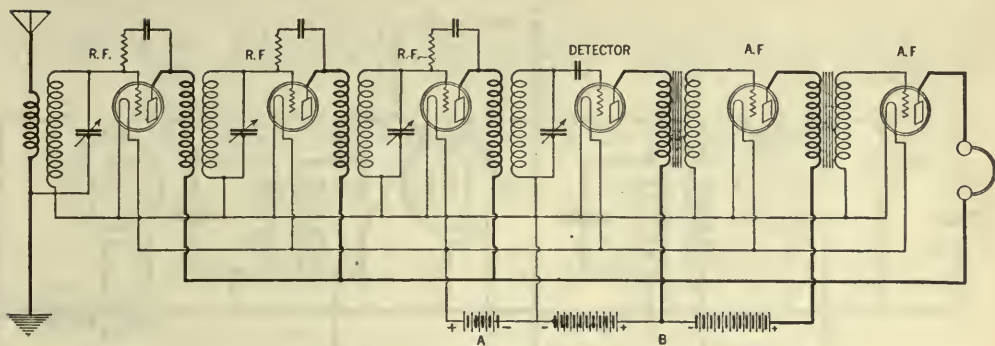 R.F.
R.F
R.F.
DETECTOR
A.F.
A.F
+ - - + - +
A
B